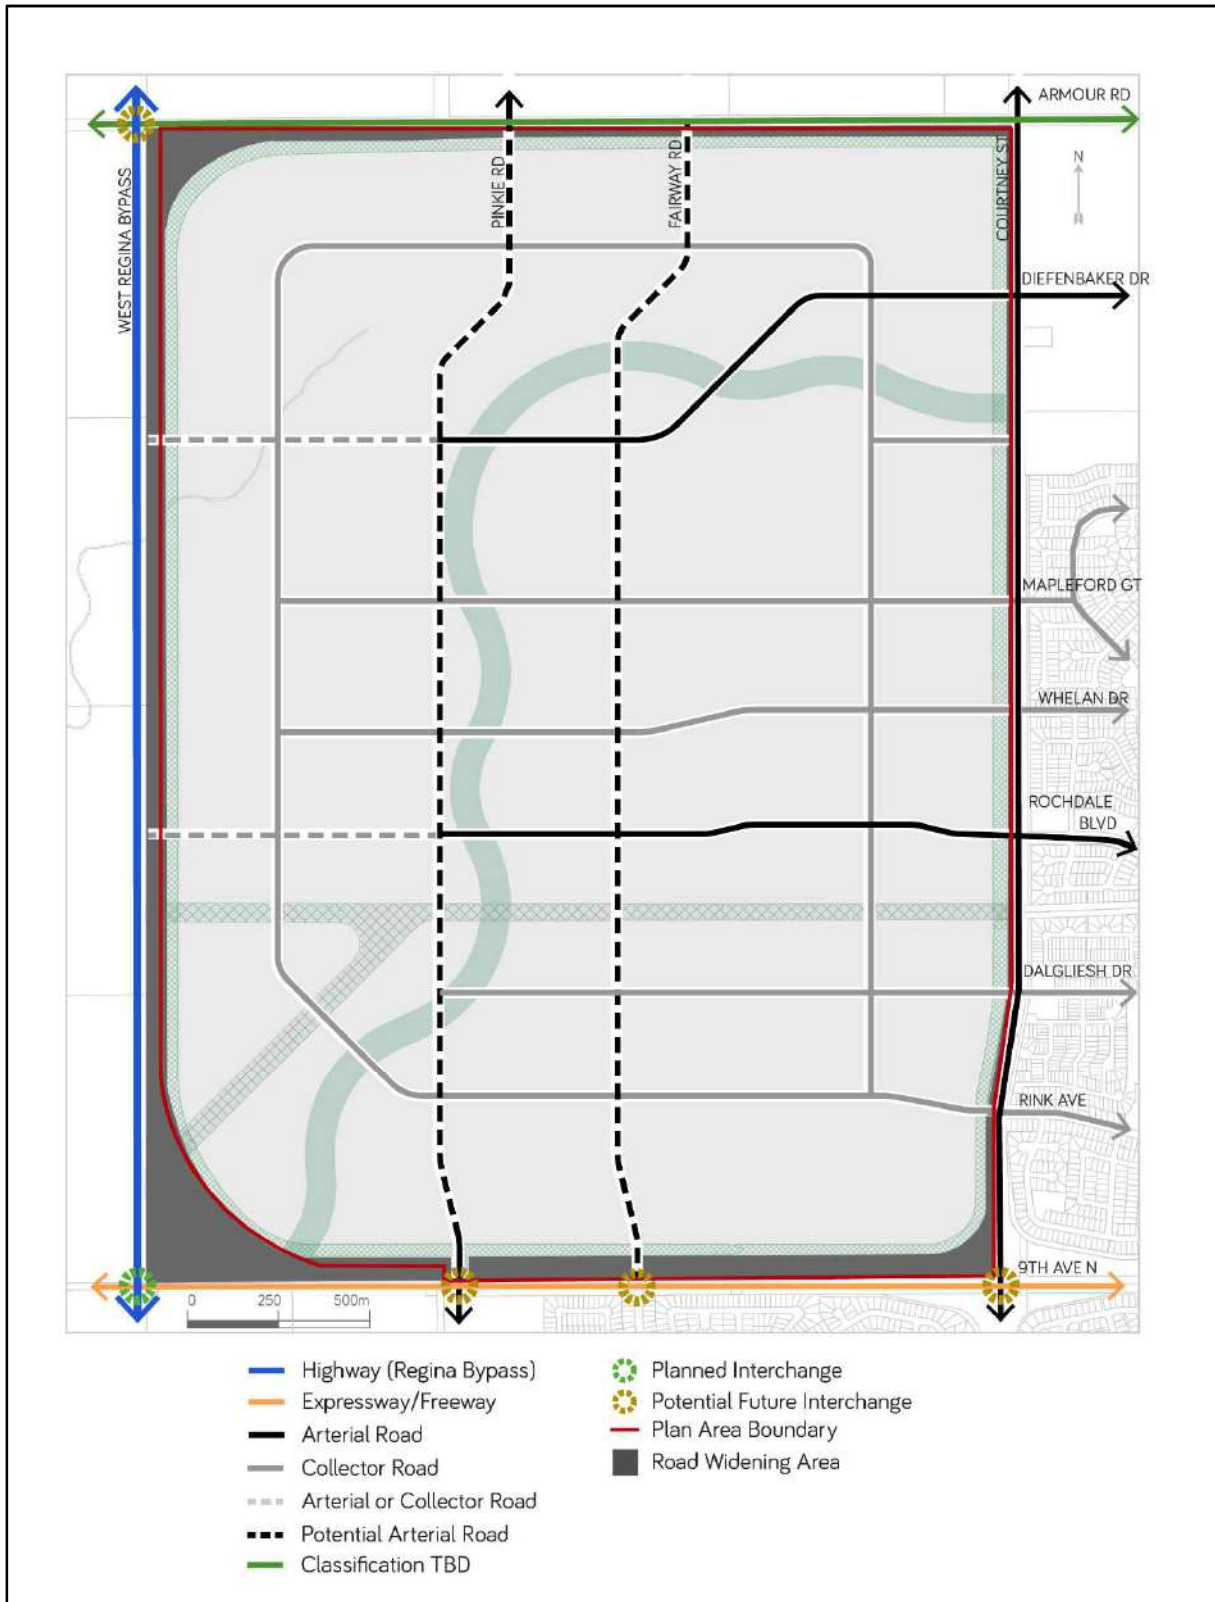 ARMOUR RD
WEST REGINA BYPASS
PINKIE RD
FAIRWAY RD
COURTNEY ST
N
DIEFENBAKER DR
MAPLEFORD GT
WHELAN DR
ROCHDALE
BLVD
DALGLIESH DR
RINK AVE
9TH AVE N
0 250 500m
Highway (Regina Bypass)
Expressway/Freeway
Arterial Road
Collector Road
Arterial or Collector Road
Potential Arterial Road
Classification TBD
Planned Interchange
Potential Future Interchange
Plan Area Boundary
Road Widening Area